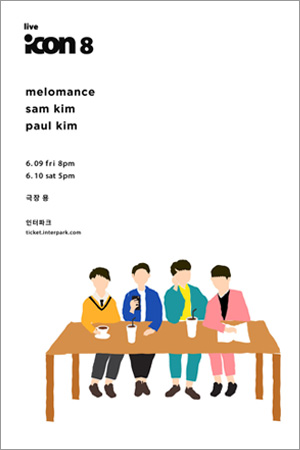 live
icon 8
melomance
sam kim
paul kim
6.09 fri 8pm
6.10 sat 5pm
극장 용
인터파크
ticket.interpark.com